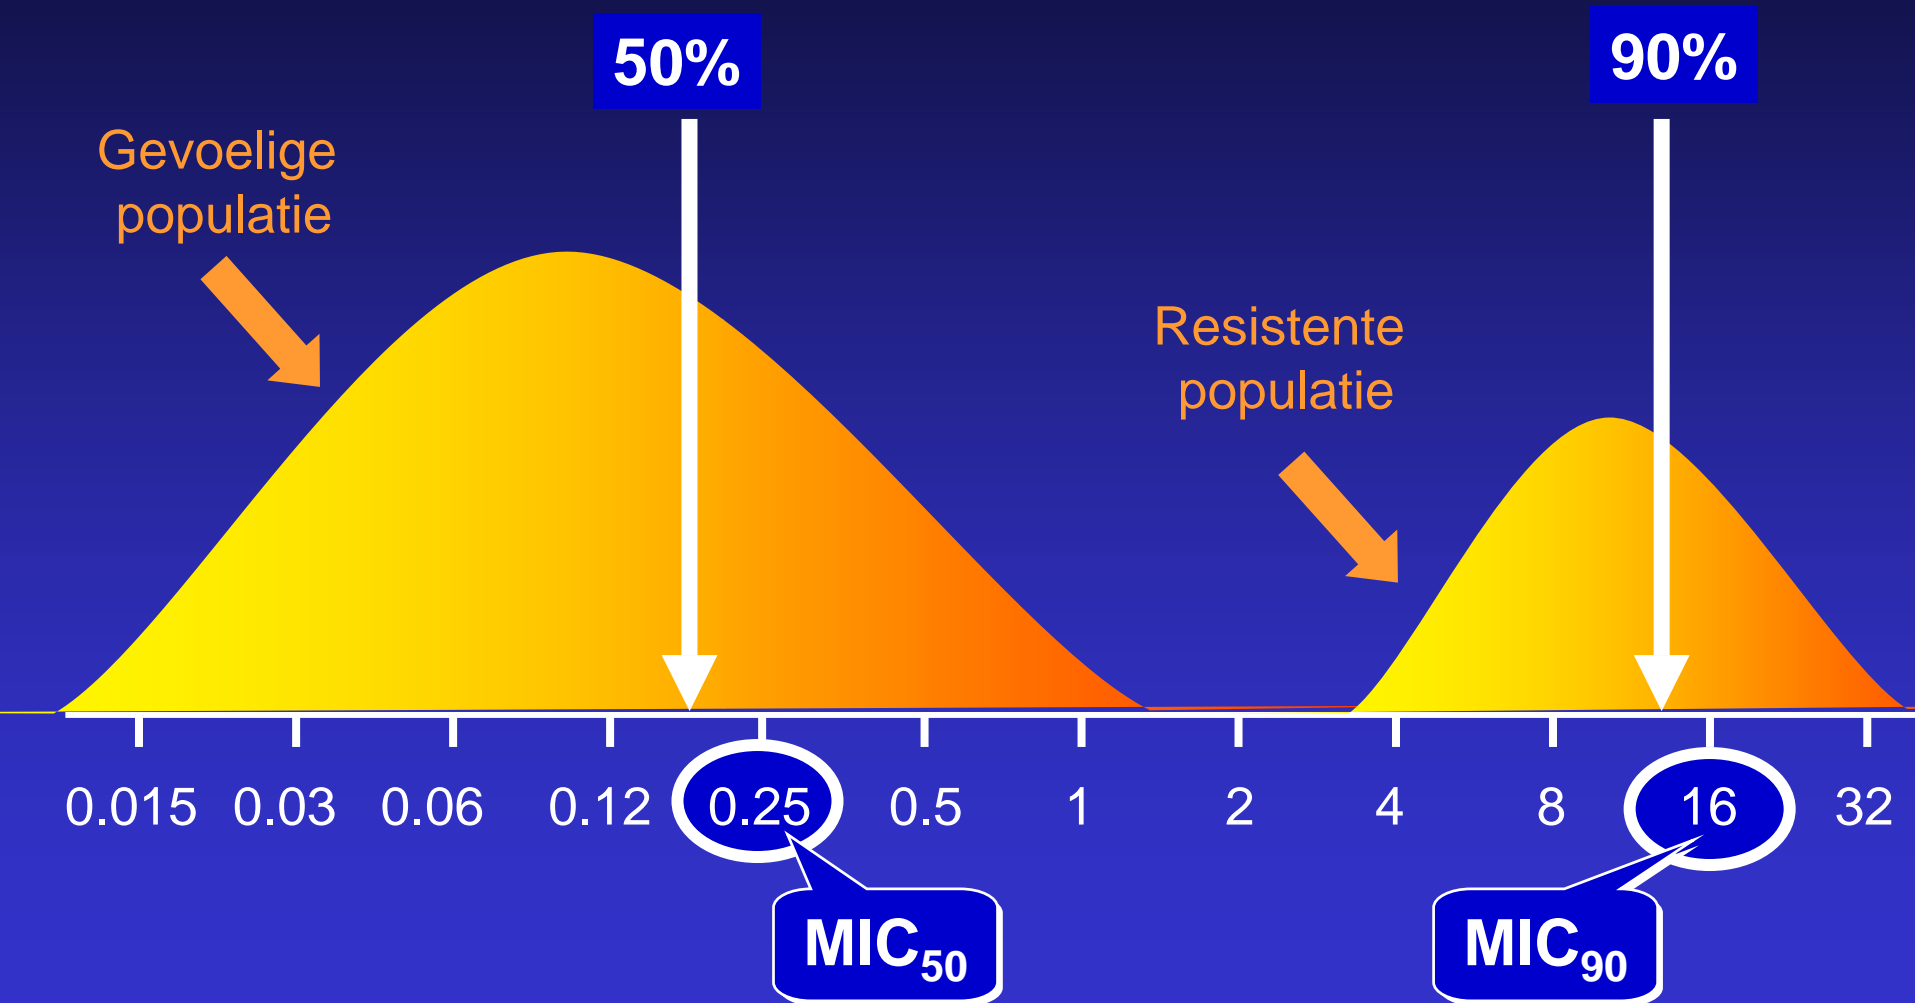 50%
90%
Gevoelige
populatie
Resistente
populatie
0.015 0.03 0.06 0.12 0.25 0.5 1 2 4 8 16 32
MIC50
MIC90